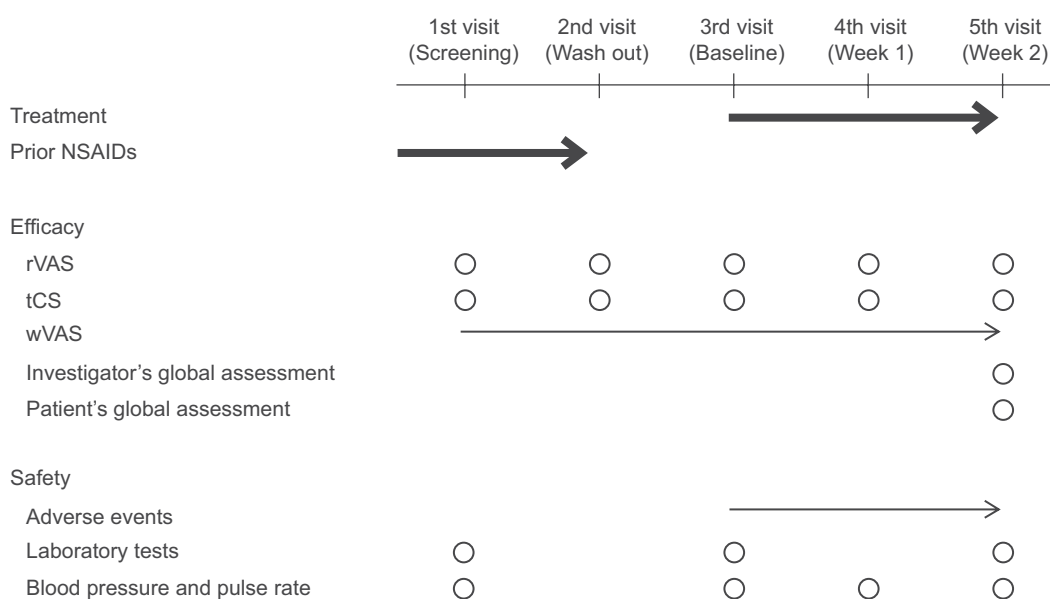 1st visit 2nd visit 3rd visit 4th visit 5th visit
(Screening) (Wash out) (Baseline) (Week 1) (Week 2)
Treatment
Prior NSAIDs
Efficacy
rVAS
tCS
wVAS
Investigator’s global assessment
Patient’s global assessment
Safety
Adverse events
Laboratory tests
Blood pressure and pulse rate